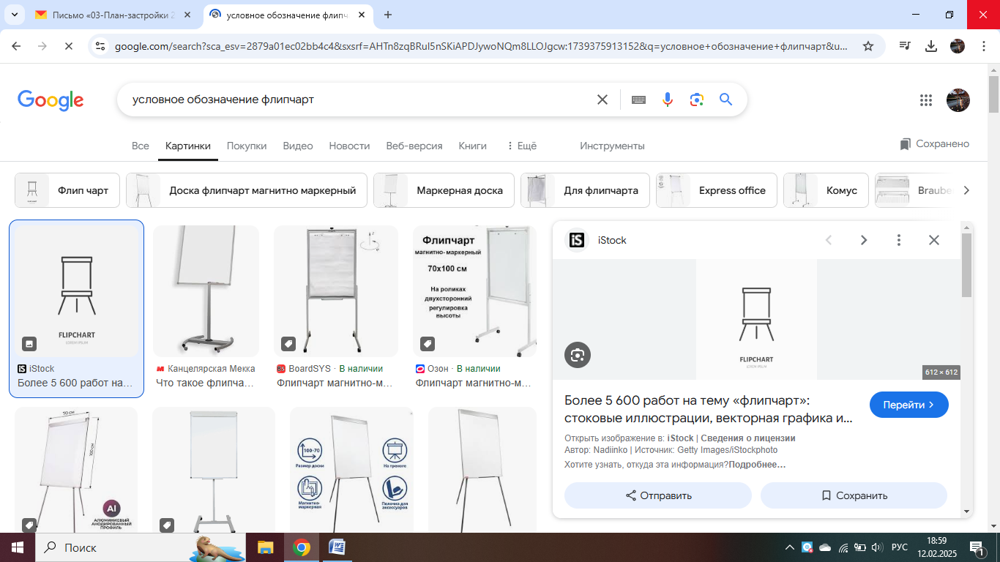 Письмо «03-План-застройки 2
условное обозначение флипч
google.com/search?sca_esv=2879a01ec02bb4c4&sxsrf=AHTn8zqBRuI5nSKiAPDJywoNQm8LLOJgcw:1739375913152&q=условное+обозначение+флипчарт&u...
Google
условное обозначение флипчарт
Все
Картинки
Покупки
Видео
Новости
Веб-версия
Книги
Ещё
Инструменты
Сохранено
Флип чарт
Доска флипчарт магнитно маркерный
Маркерная доска
Для флипчарта
Express office
Комус
Braube
FLIPCHART
LOREM IPSUM
iStock
Более 5 600 работ на...
Канцелярская Мекка
Что такое флипча...
BoardSYS · В наличии
Флипчарт магнитно-м...
Флипчарт
магнитно-маркерный
70x100 см
На роликах
двухсторонний
регулировка
высоты
Озон · В наличии
Флипчарт магнитно-м...
iS
iStock
FLIPCHART
612 × 612
Более 5 600 работ на тему «флипчарт»:
стоковые иллюстрации, векторная графика и...
Перейти
Открыть изображение в: iStock | Сведения о лицензии
Автор: Nadiinko | Источник: Getty Images/iStockphoto
Хотите узнать, откуда эта информация?Подробнее...
Отправить
Сохранить
70 см
100 см
AI
АЛЮМИНИЕВЫЙ
АНОДИРОВАННЫЙ
ПРОФИЛЬ
100-70
Размер доски
На треноге
Магнитно-
маркерная
Полочка для
аксессуаров
Поиск
РУС
18:59
12.02.2025
1